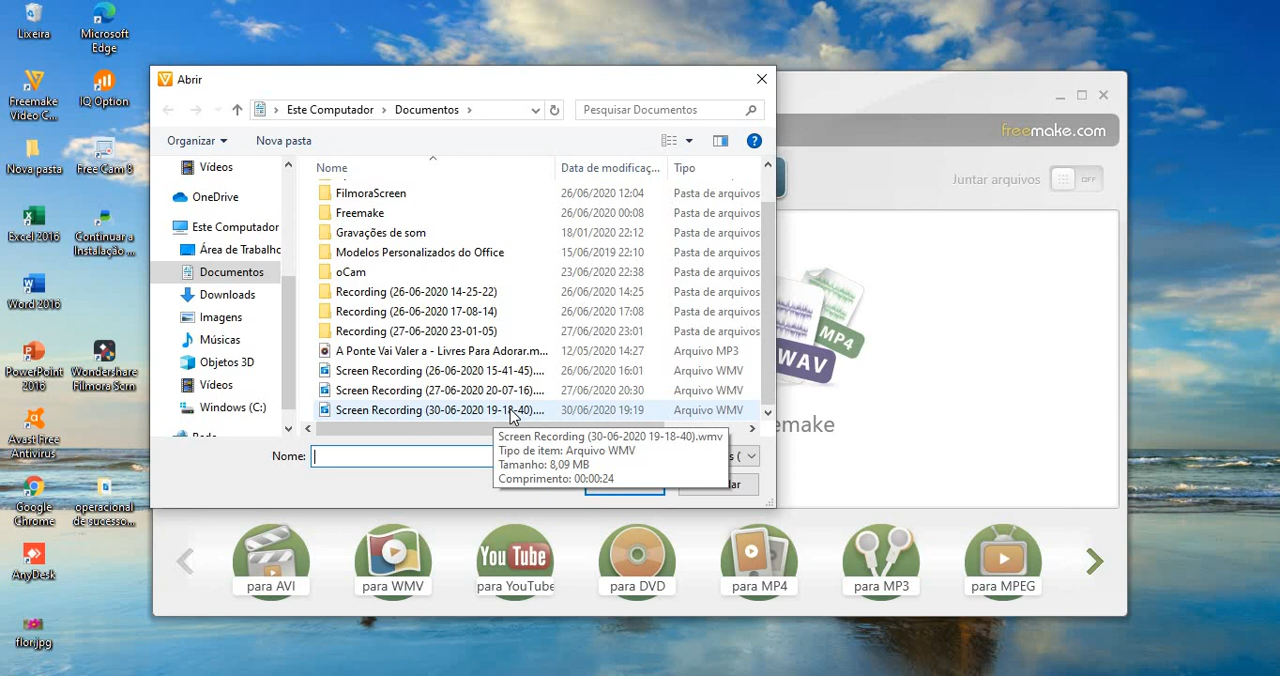 Lixeira
Microsoft
Edge
Freemake
Video C...
IQ Option
Nova pasta
Free Cam 8
Excel 2016
Continuar a
Instalação ...
Word 2016
PowerPoint
2016
Wondershare
Filmora Scrn
Avast Free
Antivirus
Google
Chrome
operacional
de sucesso...
AnyDesk
flori.jpg
Abrir
Este Computador
Documentos
Pesquisar Documentos
Organizar
Nova pasta
?
Vídeos
OneDrive
Este Computador
Área de Trabalho
Documentos
Downloads
Imagens
Músicas
Objetos 3D
Vídeos
Windows (C:)
Nome Data de modificaç... Tipo
FilmoraScreen 26/06/2020 12:04 Pasta de arquivos
Freemake 26/06/2020 00:08 Pasta de arquivos
Gravações de som 18/01/2020 22:12 Pasta de arquivos
Modelos Personalizados do Office 15/06/2019 22:10 Pasta de arquivos
oCam 23/06/2020 22:38 Pasta de arquivos
Recording (26-06-2020 14-25-22) 26/06/2020 14:25 Pasta de arquivos
Recording (26-06-2020 17-08-14) 26/06/2020 17:08 Pasta de arquivos
Recording (27-06-2020 23-01-05) 27/06/2020 23:01 Pasta de arquivos
A Ponte Vai Valer a - Livres Para Adorar.m... 12/05/2020 14:27 Arquivo MP3
Screen Recording (26-06-2020 15-41-45).... 26/06/2020 16:01 Arquivo WMV
Screen Recording (27-06-2020 20-07-16).... 27/06/2020 20:30 Arquivo WMV
Screen Recording (30-06-2020 19-18-40).... 30/06/2020 19:19 Arquivo WMV
Nome:
Screen Recording (30-06-2020 19-18-40).wmv
Tipo de item: Arquivo WMV
Tamanho: 8,09 MB
Comprimento: 00:00:24
freemake.com
Juntar arquivos OFF
MP4
WAV
emake
para AVI
para WMV
YouTube
para YouTube
para DVD
para MP4
para MP3
para MPEG